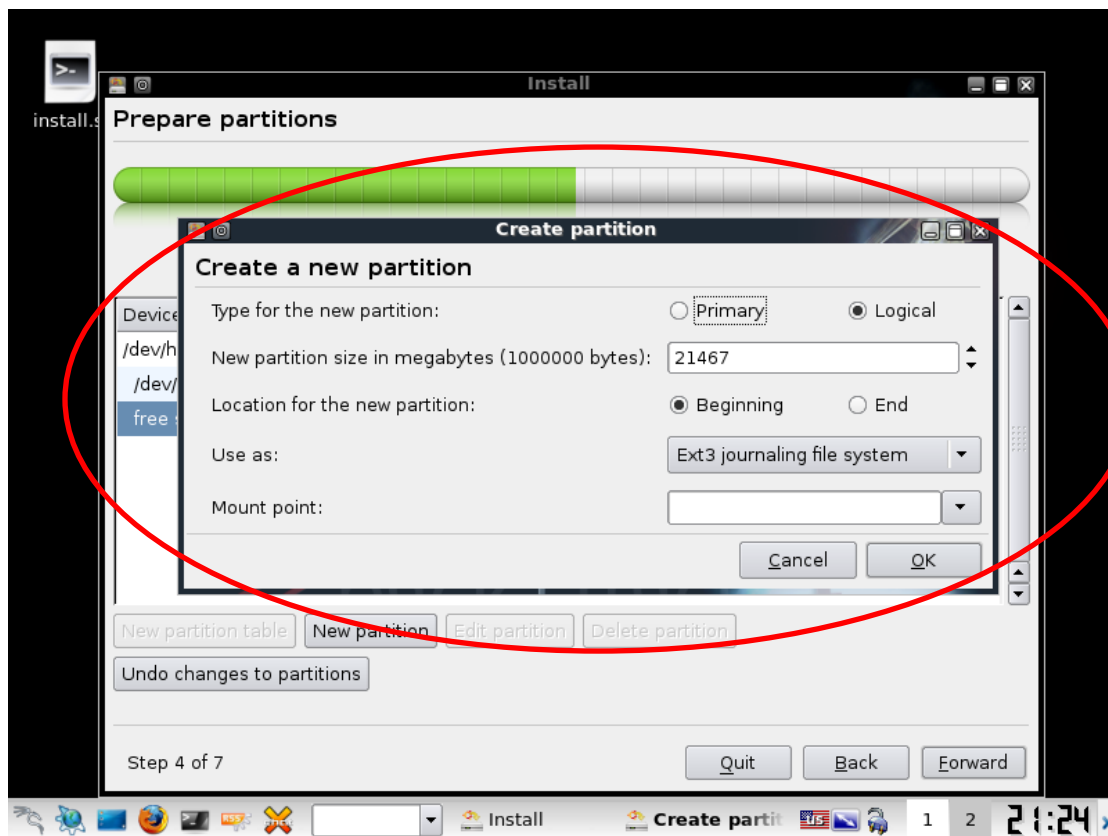 Install
install.s
Prepare partitions
Create partition
Create a new partition
Type for the new partition: Primary Logical
New partition size in megabytes (1000000 bytes): 21467
Location for the new partition: Beginning End
Use as: Ext3 journaling file system
Mount point:
Cancel OK
Device
/dev/h
/dev/
free s
New partition table New partition Edit partition Delete partition
Undo changes to partitions
Step 4 of 7 Quit Back Forward
Install Create partit US 1 2 21:24